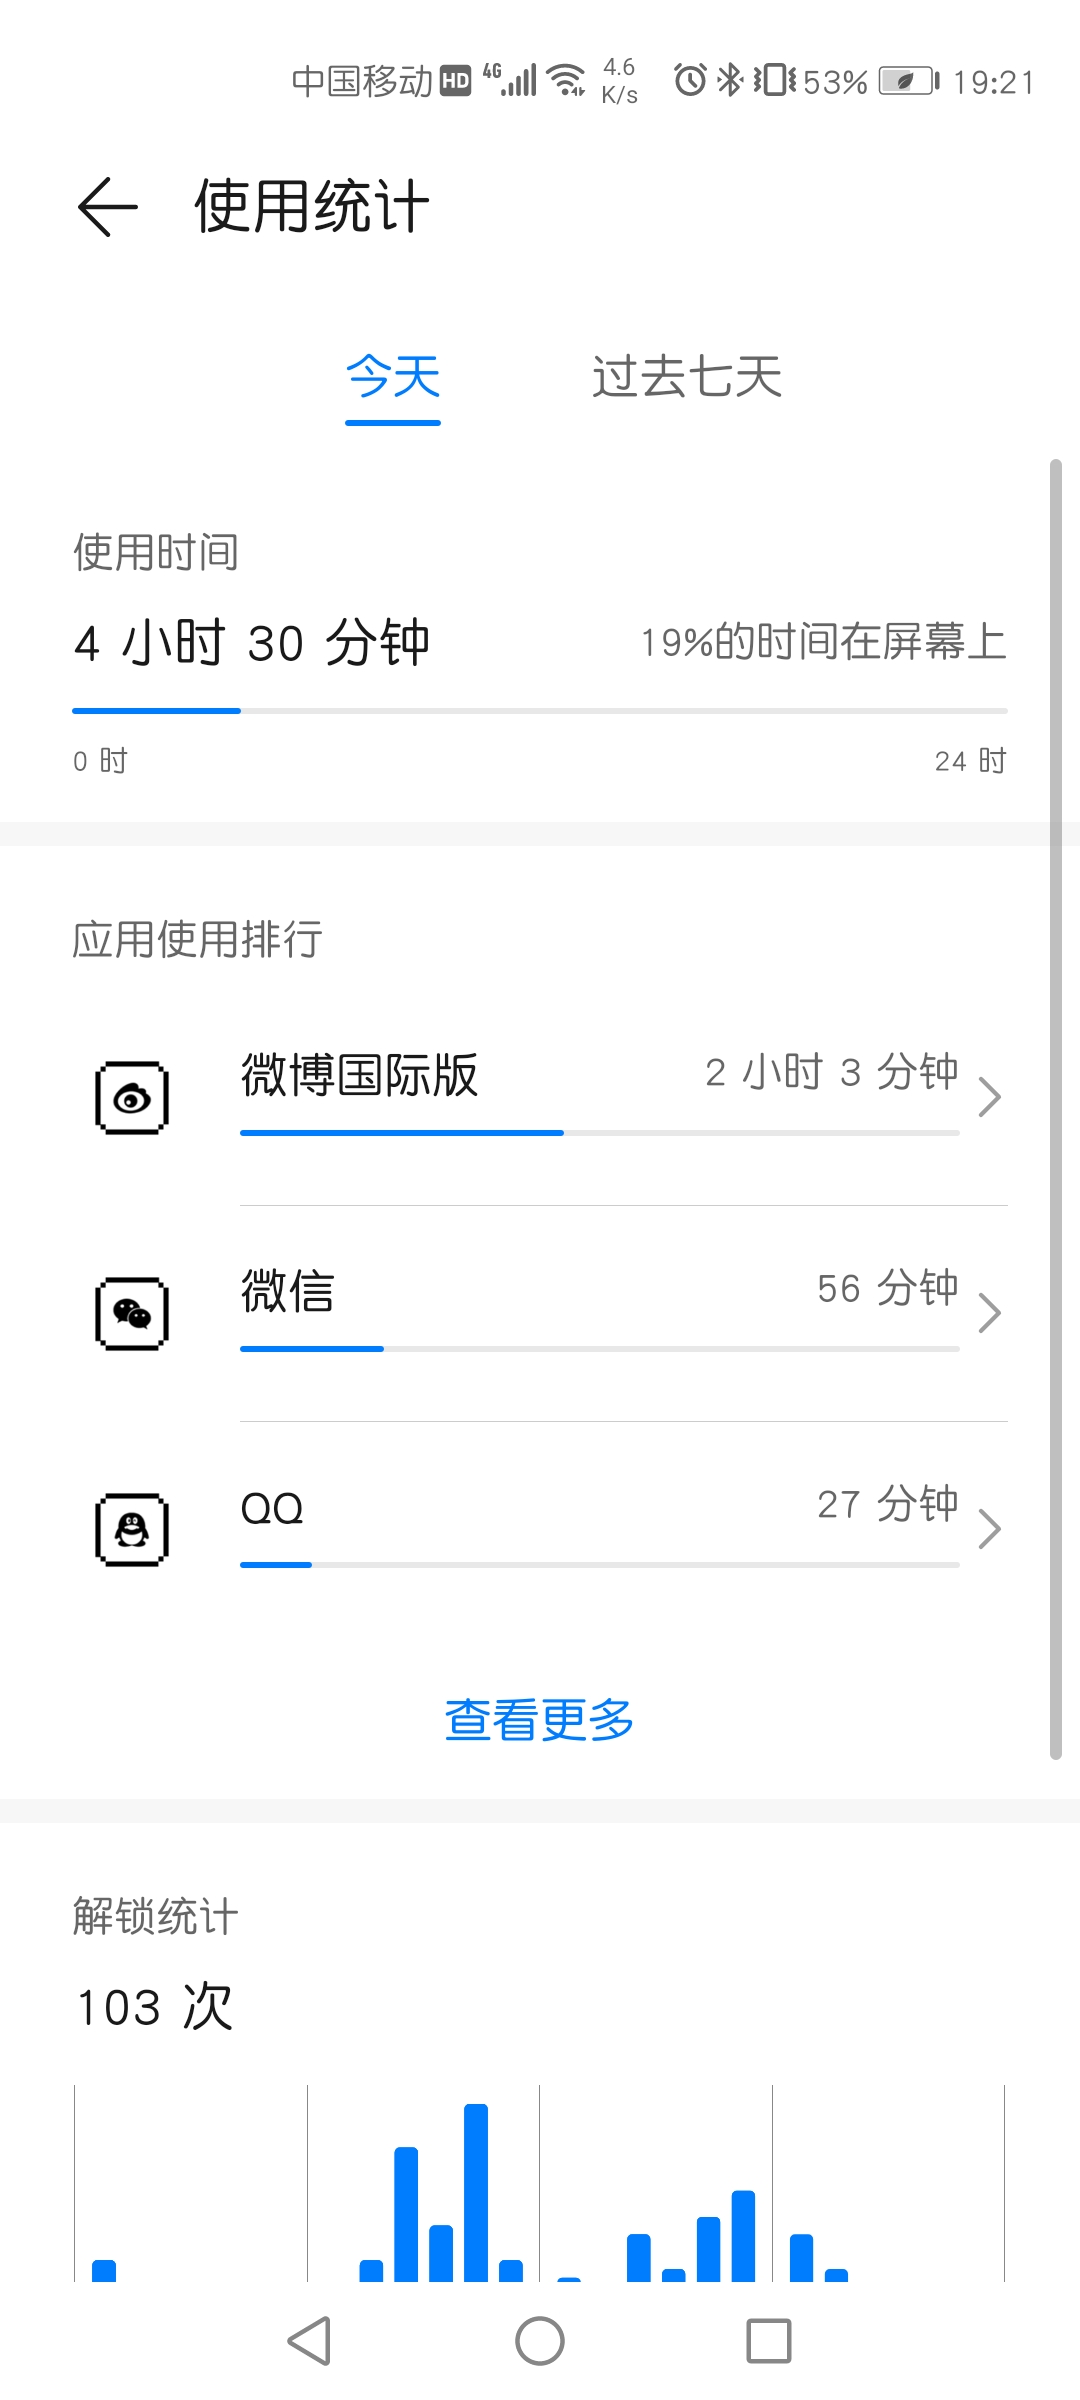 中国移动 HD 4G 4.6 K/s 53% 19:21
使用统计
今天 过去七天
使用时间
4 小时 30 分钟 19%的时间在屏幕上
0 时 24 时
应用使用排行
微博国际版 2 小时 3 分钟
微信 56 分钟
QQ 27 分钟
查看更多
解锁统计
103 次